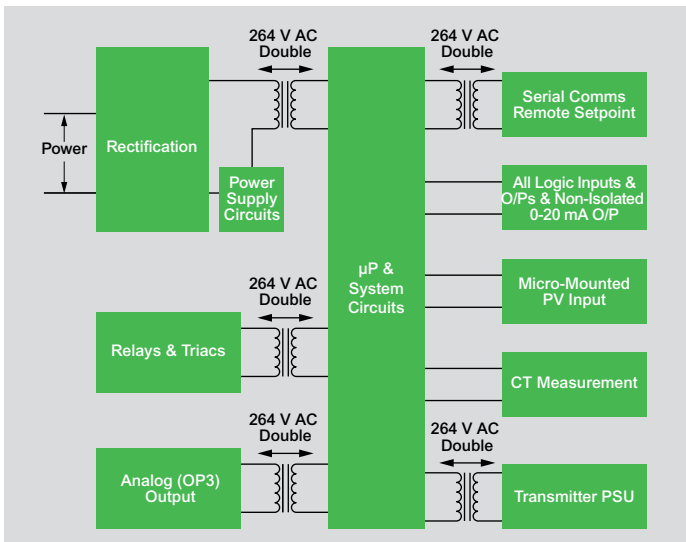 264 V AC
Double
264 V AC
Double
Serial Comms
Remote Setpoint
Power
Rectification
Power
Supply
Circuits
All Logic Inputs &
O/Ps & Non-Isolated
0-20 mA O/P
µP &
System
Circuits
264 V AC
Double
Micro-Mounted
PV Input
Relays & Triacs
CT Measurement
264 V AC
Double
264 V AC
Double
Analog (OP3)
Output
Transmitter PSU